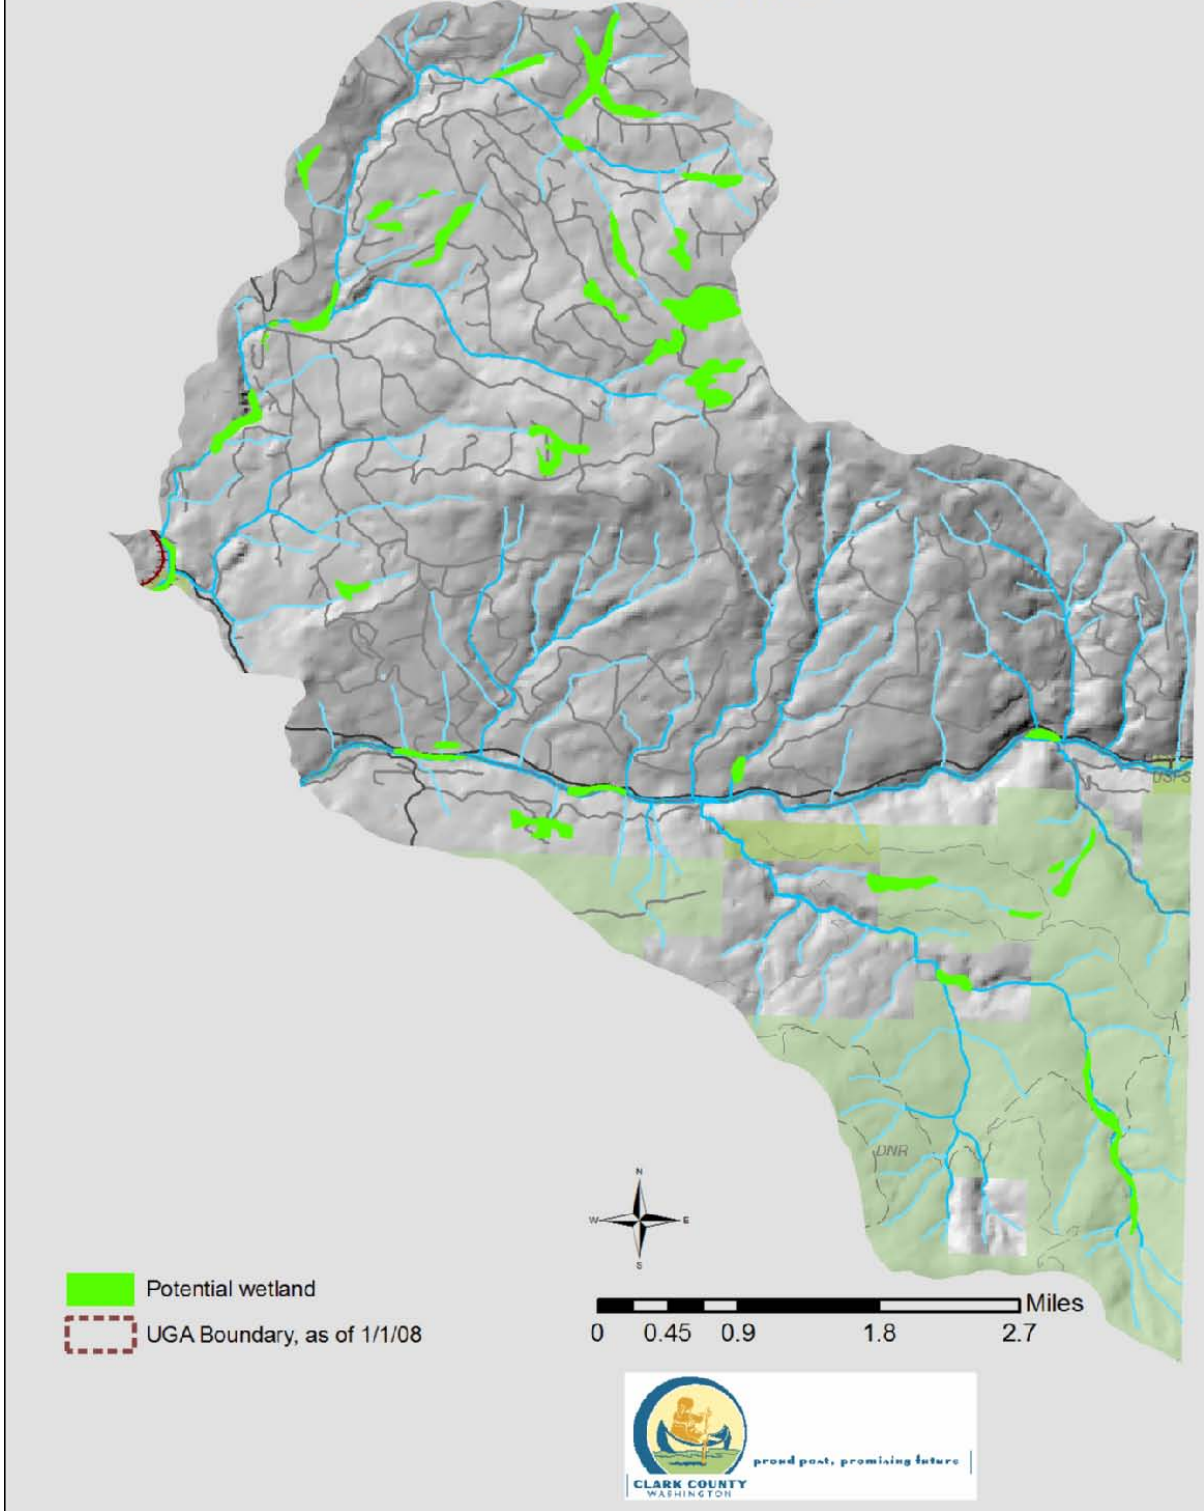 USFS
DNR
N
W E
S
Potential wetland
UGA Boundary, as of 1/1/08
Miles
0 0.45 0.9 1.8 2.7
proud past, promising future
CLARK COUNTY
WASHINGTON